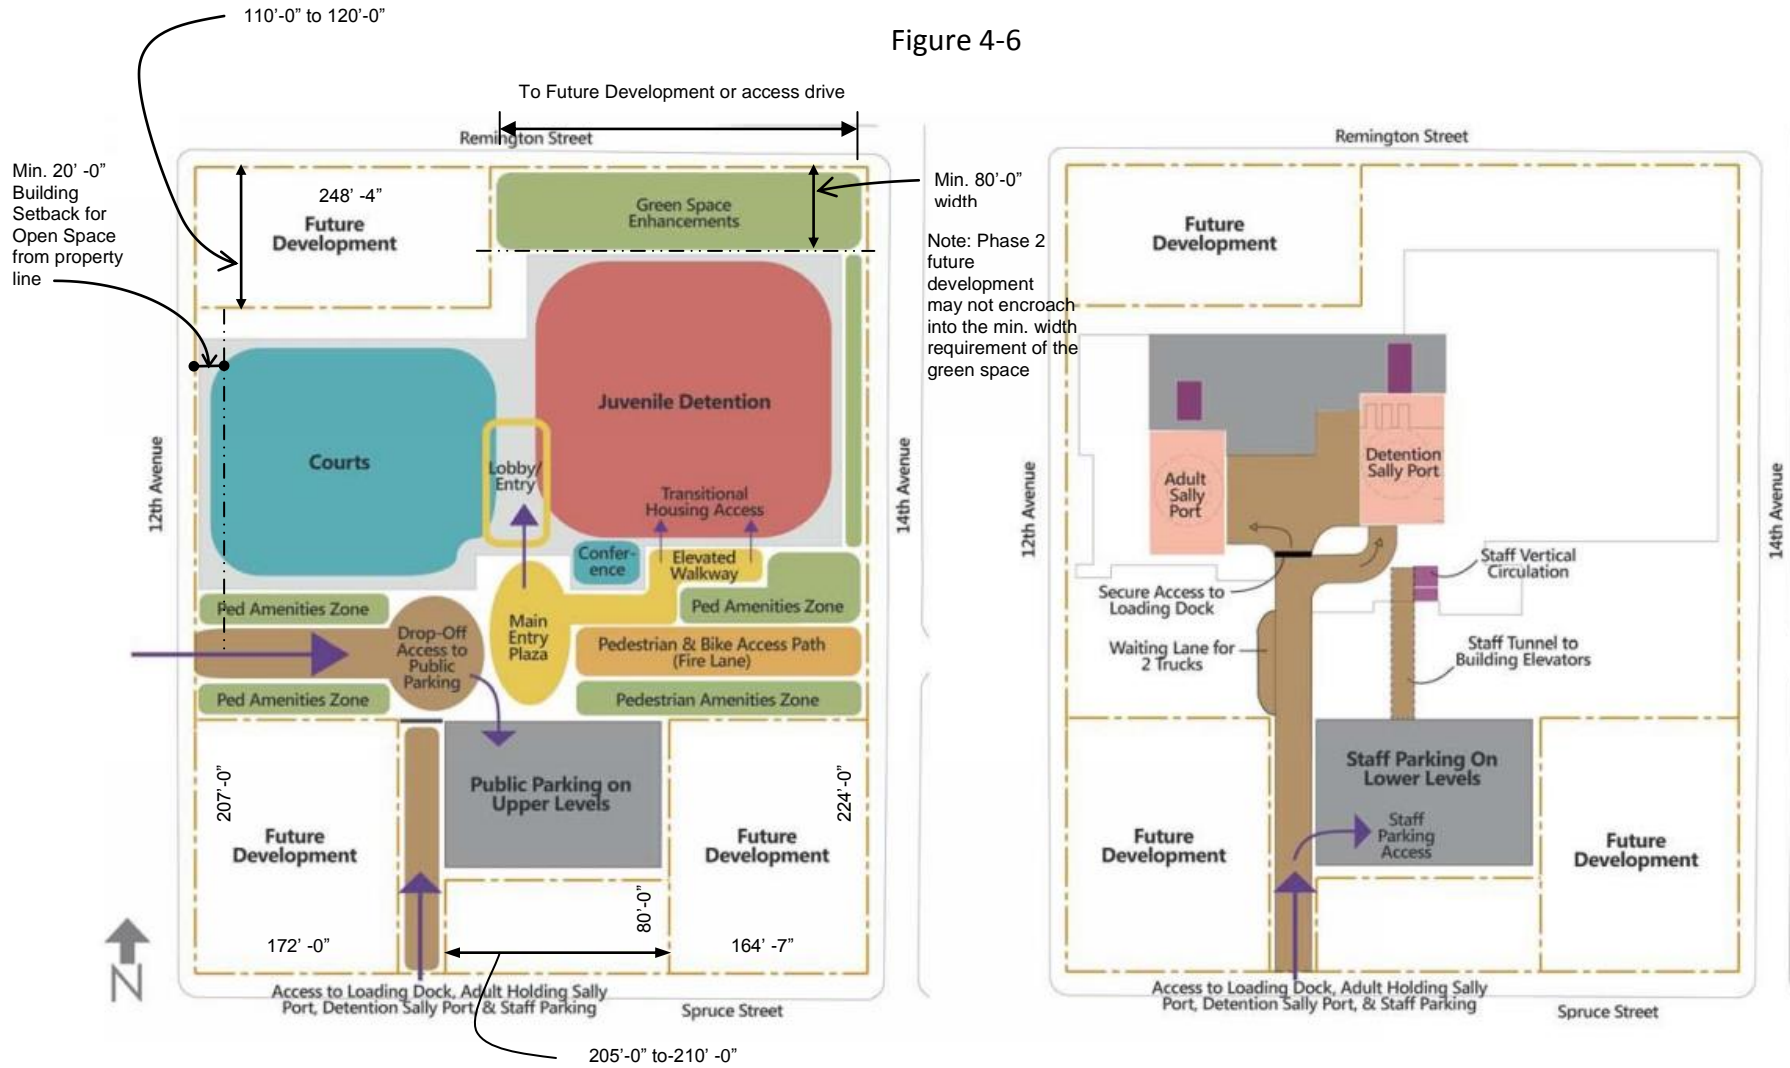 110’-0” to 120’-0”
Figure 4-6
To Future Development or access drive
Remington Street
Min. 20’ -0”
Building
Setback for
Open Space
from property
line
248’ -4”
Future
Development
Green Space
Enhancements
Min. 80’-0”
width
Note: Phase 2
future
development
may not encroach
into the min. width
requirement of the
green space
12th Avenue
Courts
Lobby/
Entry
Juvenile Detention
Transitional
Housing Access
14th Avenue
Confer-
ence
Elevated
Walkway
Ped Amenities Zone
Ped Amenities Zone
Drop-Off
Access to
Public
Parking
Main
Entry
Plaza
Pedestrian & Bike Access Path
(Fire Lane)
Ped Amenities Zone
Pedestrian Amenities Zone
207’-0”
Future
Development
172’ -0”
Public Parking on
Upper Levels
80’-0”
224’-0”
Future
Development
164’ -7”
N
Access to Loading Dock, Adult Holding Sally
Port, Detention Sally Port, & Staff Parking
Spruce Street
205’-0” to-210’ -0”
Remington Street
Future
Development
12th Avenue
Adult
Sally
Port
Detention
Sally Port
14th Avenue
Secure Access to
Loading Dock
Staff Vertical
Circulation
Waiting Lane for
2 Trucks
Staff Tunnel to
Building Elevators
Future
Development
Staff Parking On
Lower Levels
Staff
Parking
Access
Future
Development
Access to Loading Dock, Adult Holding Sally
Port, Detention Sally Port, & Staff Parking
Spruce Street